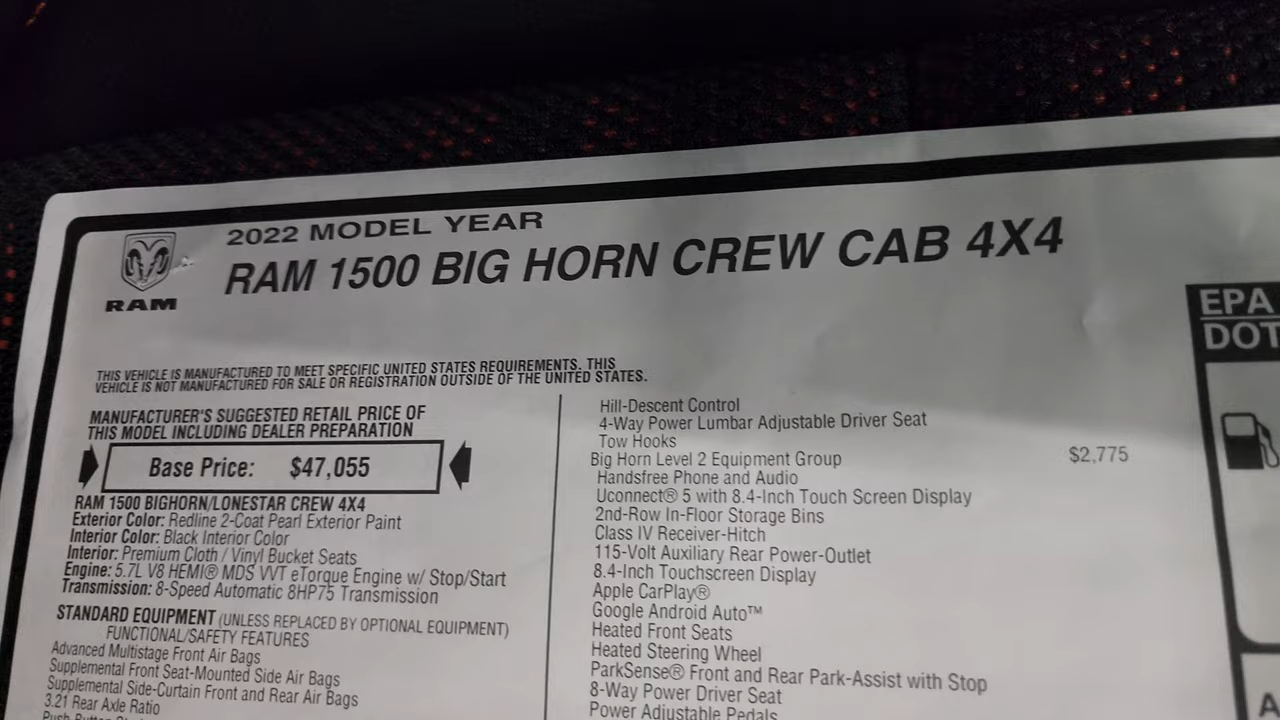 2022 MODEL YEAR
RAM 1500 BIG HORN CREW CAB 4X4
RAM
THIS VEHICLE IS MANUFACTURED TO MEET SPECIFIC UNITED STATES REQUIREMENTS. THIS
VEHICLE IS NOT MANUFACTURED FOR SALE OR REGISTRATION OUTSIDE OF THE UNITED STATES.
MANUFACTURER'S SUGGESTED RETAIL PRICE OF
THIS MODEL INCLUDING DEALER PREPARATION
Base Price: $47,055
RAM 1500 BIGHORN/LONESTAR CREW 4X4
Exterior Color: Redline 2-Coat Pearl Exterior Paint
Interior Color: Black Interior Color
Interior: Premium Cloth / Vinyl Bucket Seats
Engine: 5.7L V8 HEMI® MDS VVT eTorque Engine w/ Stop/Start
Transmission: 8-Speed Automatic 8HP75 Transmission
STANDARD EQUIPMENT (UNLESS REPLACED BY OPTIONAL EQUIPMENT)
FUNCTIONAL/SAFETY FEATURES
Advanced Multistage Front Air Bags
Supplemental Front Seat-Mounted Side Air Bags
Supplemental Side-Curtain Front and Rear Air Bags
3.21 Rear Axle Ratio
Push Button
Hill-Descent Control
4-Way Power Lumbar Adjustable Driver Seat
Tow Hooks
Big Horn Level 2 Equipment Group $2,775
Handsfree Phone and Audio
Uconnect® 5 with 8.4-Inch Touch Screen Display
2nd-Row In-Floor Storage Bins
Class IV Receiver-Hitch
115-Volt Auxiliary Rear Power-Outlet
8.4-Inch Touchscreen Display
Apple CarPlay®
Google Android Auto™
Heated Front Seats
Heated Steering Wheel
ParkSense® Front and Rear Park-Assist with Stop
8-Way Power Driver Seat
Power Adjustable Pedals
EPA
DOT